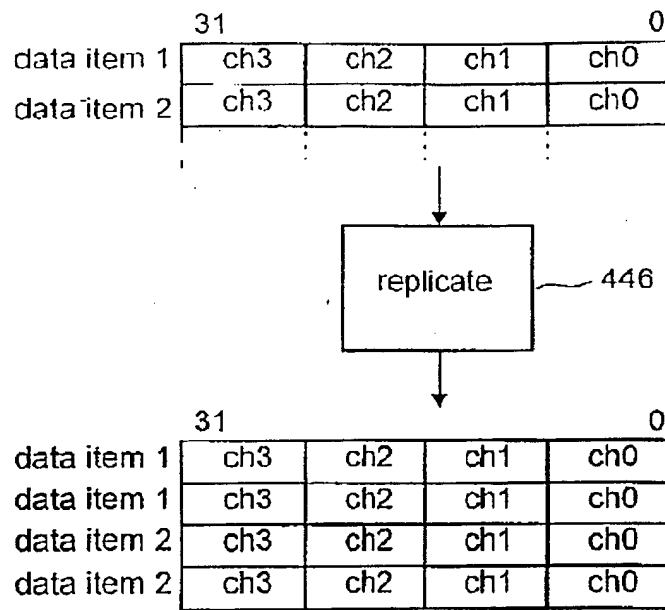 31 0
data item 1 ch3 ch2 ch1 ch0
data item 2 ch3 ch2 ch1 ch0
replicate 446
31 0
data item 1 ch3 ch2 ch1 ch0
data item 1 ch3 ch2 ch1 ch0
data item 2 ch3 ch2 ch1 ch0
data item 2 ch3 ch2 ch1 ch0